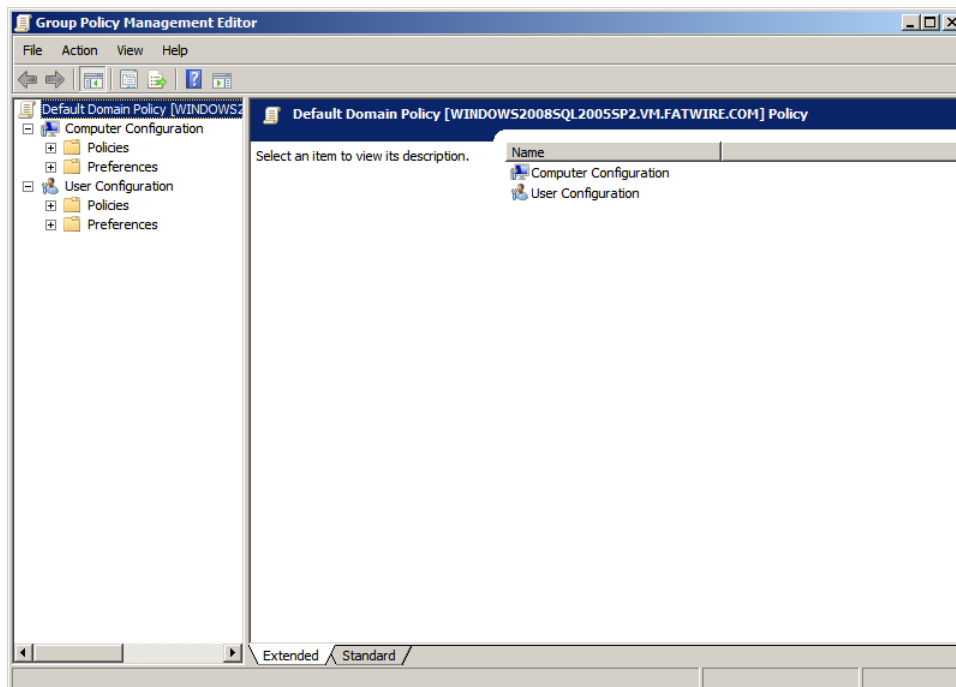 Group Policy Management Editor
File Action View Help
Default Domain Policy [WINDOWS2
Computer Configuration
Policies
Preferences
User Configuration
Policies
Preferences
Default Domain Policy [WINDOWS2008SQL2005SP2.VM.FATWIRE.COM] Policy
Select an item to view its description.
Name
Computer Configuration
User Configuration
Extended Standard